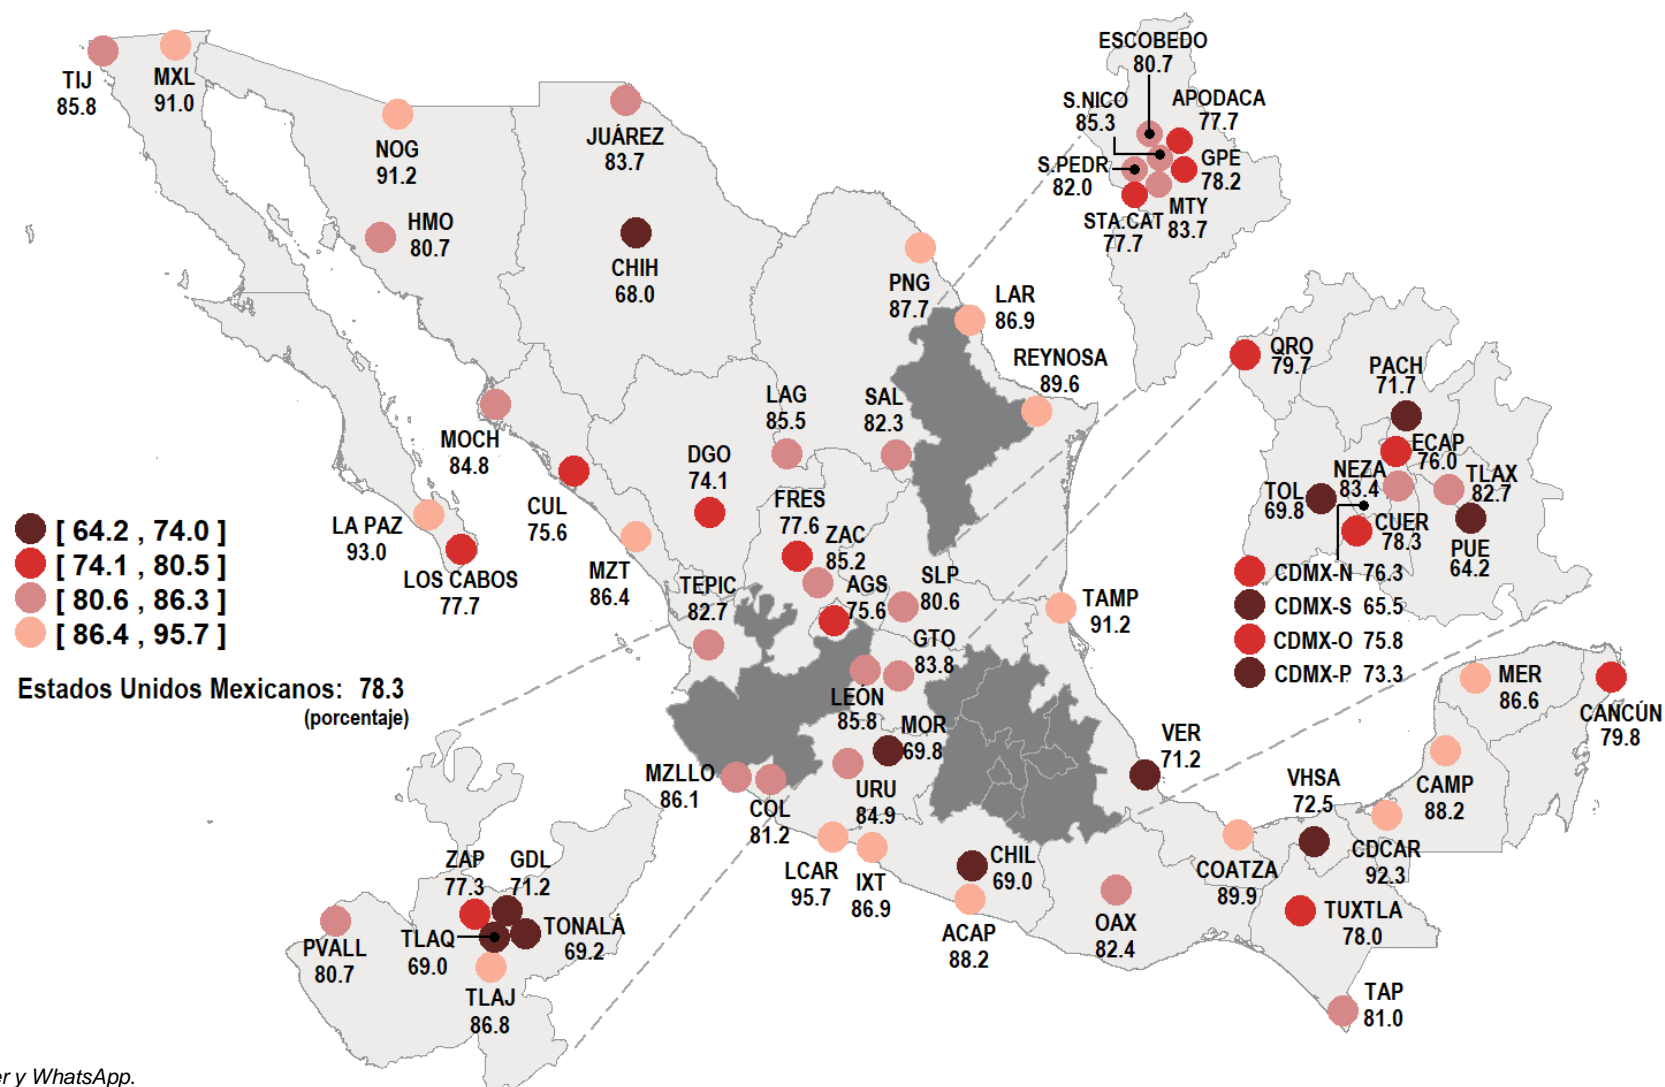 TIJ
85.8
MXL
91.0
NOG
91.2
HMO
80.7
JUÁREZ
83.7
CHIH
68.0
ESCOBEDO
80.7
S.NICO
85.3
APODACA
77.7
S.PEDR
82.0
GPE
78.2
MTY
83.7
STA.CAT
77.7
PNG
87.7
LAR
86.9
REYNOSA
89.6
LAG
85.5
SAL
82.3
MOCH
84.8
CUL
75.6
DGO
74.1
FRES
77.6
ZAC
85.2
LA PAZ
93.0
LOS CABOS
77.7
MZT
86.4
TEPIC
82.7
AGS
75.6
SLP
80.6
GTO
83.8
TAMP
91.2
QRO
79.7
PACH
71.7
ECAP
76.0
NEZA
83.4
TLAX
82.7
TOL
69.8
CUER
78.3
PUE
64.2
CDMX-N 76.3
CDMX-S 65.5
CDMX-O 75.8
CDMX-P 73.3
[ 64.2 , 74.0 ]
[ 74.1 , 80.5 ]
[ 80.6 , 86.3 ]
[ 86.4 , 95.7 ]
Estados Unidos Mexicanos: 78.3
(porcentaje)
LEÓN
85.8
MOR
69.8
MZLLO
86.1
COL
81.2
URU
84.9
LCAR
95.7
IXT
86.9
CHIL
69.0
ACAP
88.2
OAX
82.4
VER
71.2
COATZA
89.9
VHSA
72.5
CDCAR
92.3
CAMP
88.2
MER
86.6
CANCÚN
79.8
TUXTLA
78.0
TAP
81.0
ZAP
77.3
GDL
71.2
TONALÁ
69.2
TLAQ
69.0
PVALL
80.7
TLAJ
86.8
er y WhatsApp.